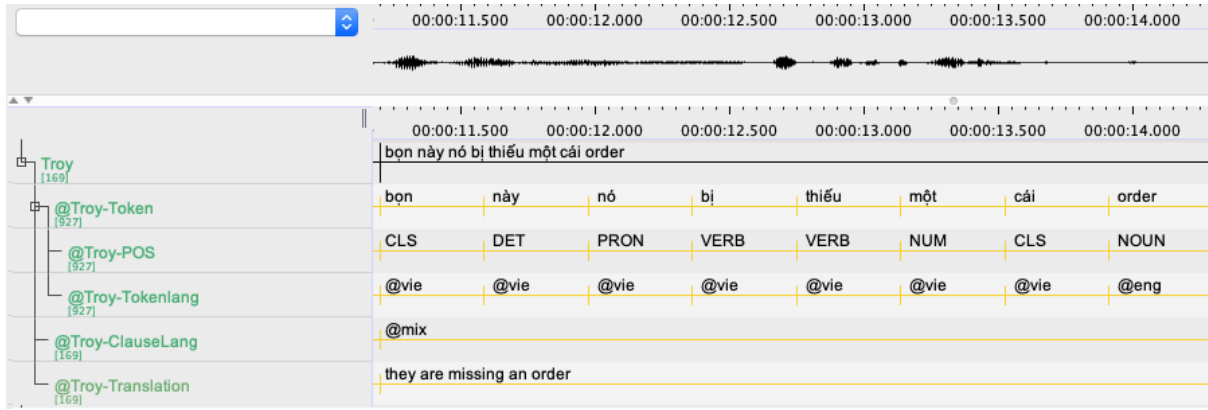 00:00:11.500 00:00:12.000 00:00:12.500 00:00:13.000 00:00:13.500 00:00:14.000
00:00:11.500 00:00:12.000 00:00:12.500 00:00:13.000 00:00:13.500 00:00:14.000
Troy
[169]
bọn này nó bị thiếu một cái order
@Troy-Token
[927]
bọn này nó bị thiếu một cái order
@Troy-POS
[927]
CLS DET PRON VERB VERB NUM CLS NOUN
@Troy-Tokenlang
[927]
@vie @vie @vie @vie @vie @vie @vie @eng
@Troy-ClauseLang
[169]
@mix
@Troy-Translation
[169]
they are missing an order